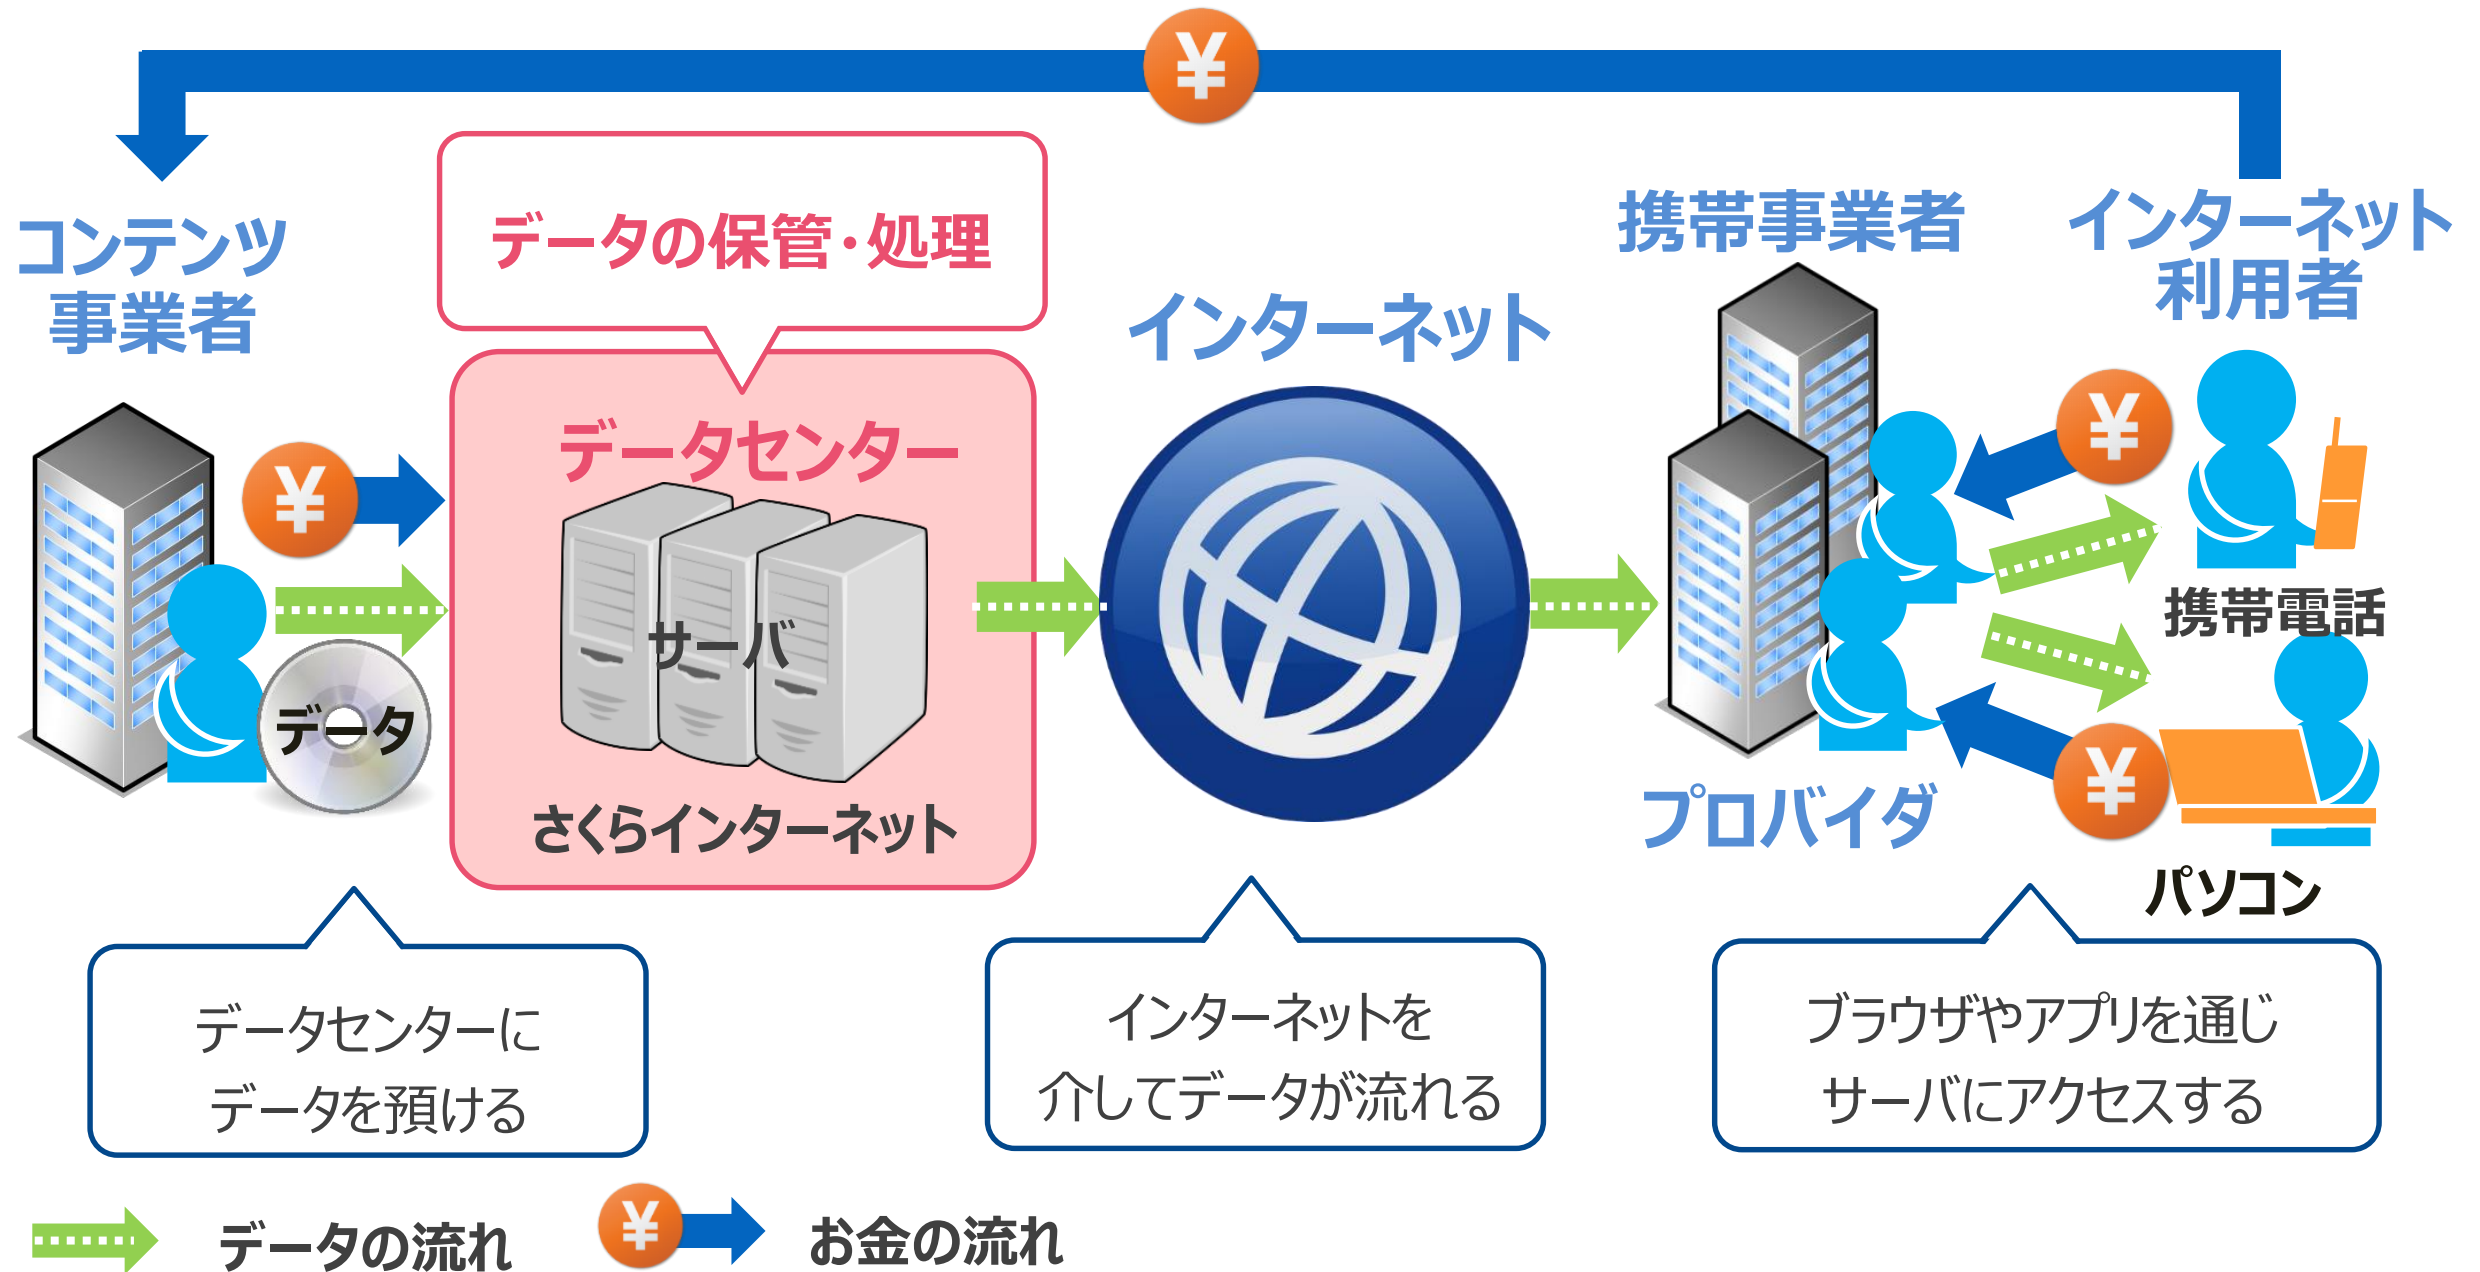 ¥
コンテンツ
事業者
データの保管・処理
インターネット
携帯事業者
インターネット
利用者
データセンター
¥
¥
サーバ
データ
さくらインターネット
携帯電話
プロバイダ
¥
パソコン
データセンターに
データを預ける
インターネットを
介してデータが流れる
ブラウザやアプリを通じ
サーバにアクセスする
データの流れ
¥
お金の流れ